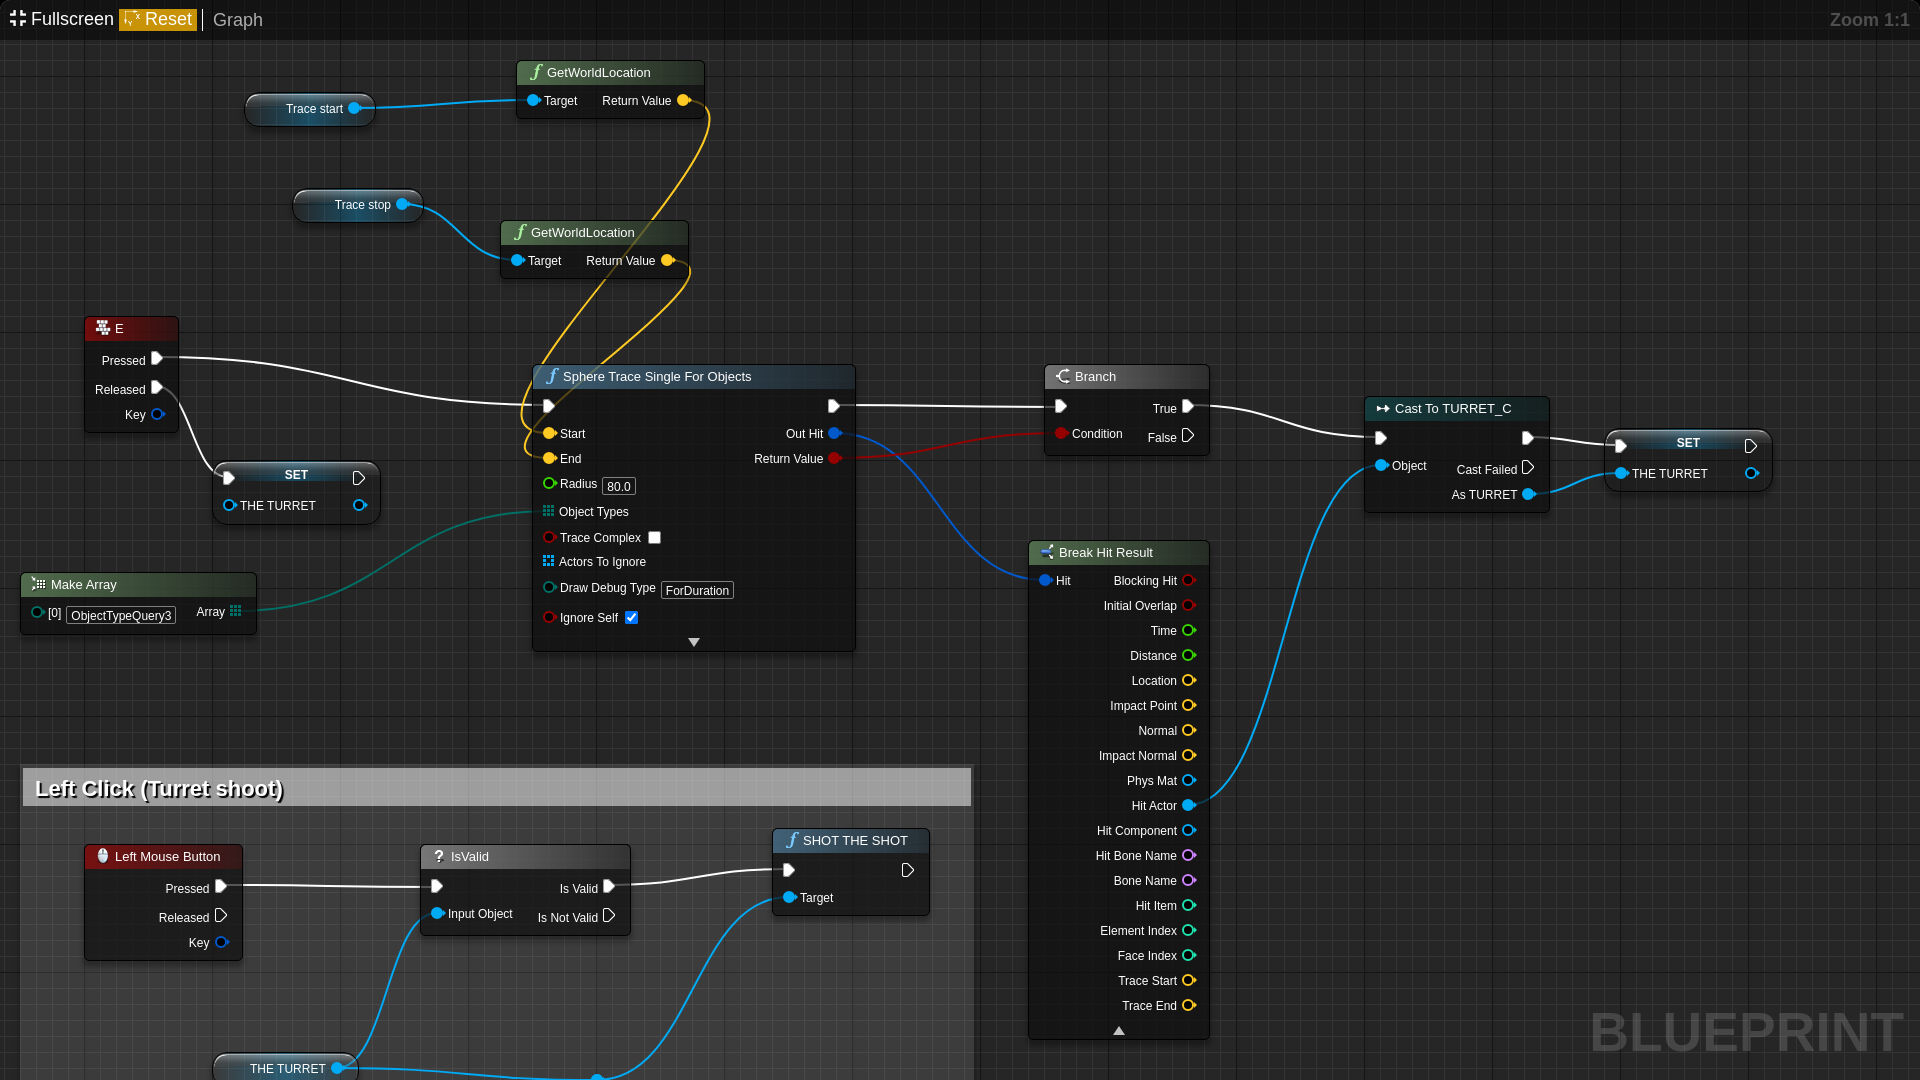 Fullscreen Reset Graph
Zoom 1:1
GetWorldLocation
Target Return Value
Trace start
Trace stop
GetWorldLocation
Target Return Value
E
Pressed
Released
Key
SET
THE TURRET
Make Array
[0] ObjectTypeQuery3 Array
Sphere Trace Single For Objects
Start Out Hit
End Return Value
Radius 80.0
Object Types
Trace Complex
Actors To Ignore
Draw Debug Type ForDuration
Ignore Self
Branch
True
Condition
False
Cast To TURRET_C
Object
Cast Failed
As TURRET
SET
THE TURRET
Break Hit Result
Hit Blocking Hit
Initial Overlap
Time
Distance
Location
Impact Point
Normal
Impact Normal
Phys Mat
Hit Actor
Hit Component
Hit Bone Name
Bone Name
Hit Item
Element Index
Face Index
Trace Start
Trace End
Left Click (Turret shoot)
Left Mouse Button
Pressed
Released
Key
? IsValid
Is Valid
Input Object Is Not Valid
SHOT THE SHOT
Target
THE TURRET
BLUEPRINT